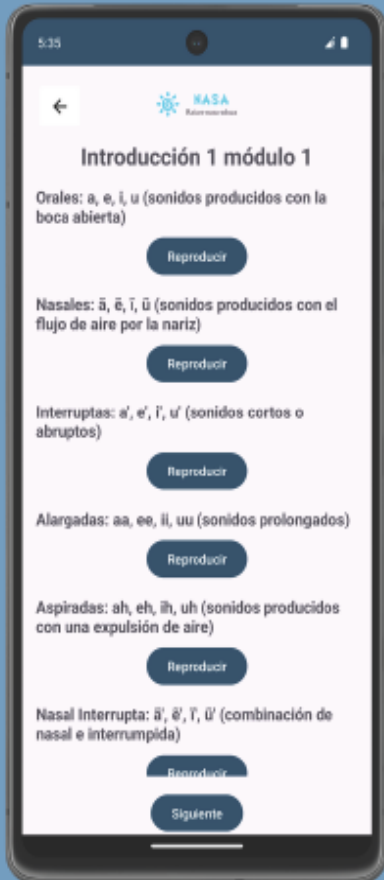 5:35
NASA
Introducción 1 módulo 1
Orales: a, e, i, u (sonidos producidos con la
boca abierta)
Reproducir
Nasales: ã, ẽ, ĩ, ũ (sonidos producidos con el
flujo de aire por la nariz)
Reproducir
Interruptas: a', e', i', u' (sonidos cortos o
abruptos)
Reproducir
Alargadas: aa, ee, ii, uu (sonidos prolongados)
Reproducir
Aspiradas: ah, eh, ih, uh (sonidos producidos
con una expulsión de aire)
Reproducir
Nasal Interrupta: ã', ẽ', ĩ', ũ' (combinación de
nasal e interrumpida)
Reproducir
Siguiente